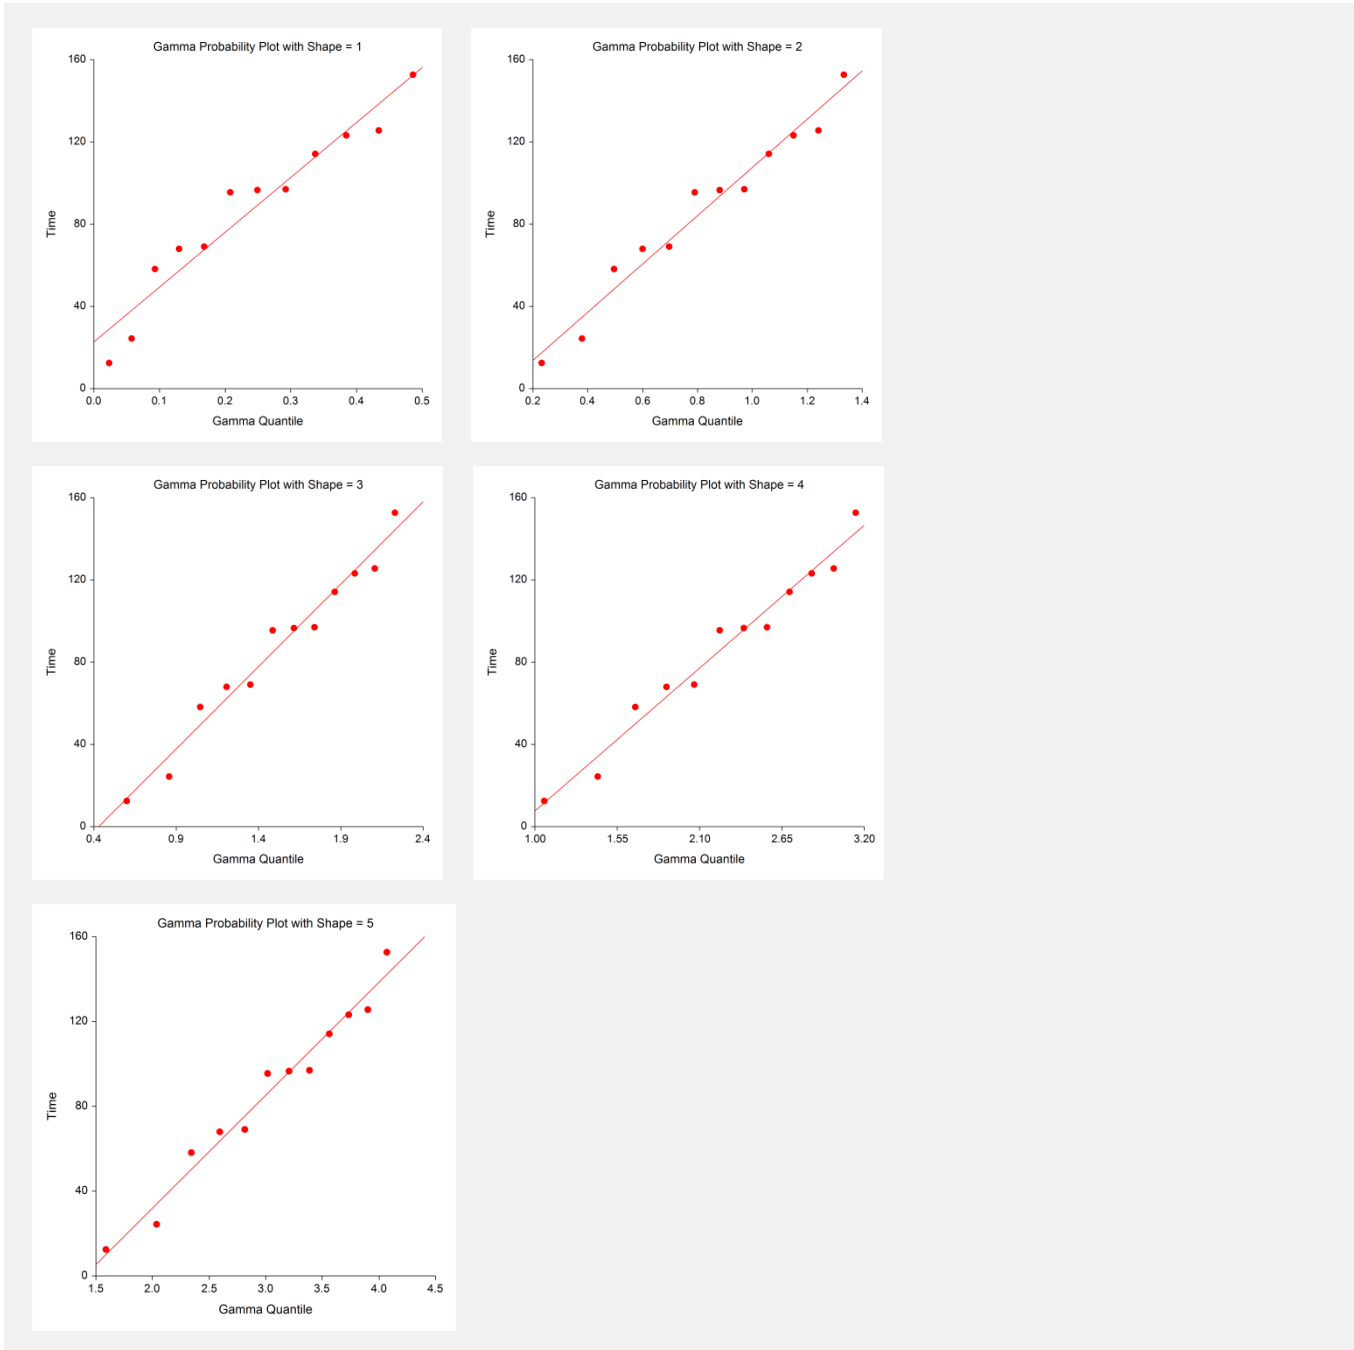 Gamma Probability Plot with Shape = 1
160
120
80
40
0
Time
0.0 0.1 0.2 0.3 0.4 0.5
Gamma Quantile
Gamma Probability Plot with Shape = 2
160
120
80
40
0
Time
0.2 0.4 0.6 0.8 1.0 1.2 1.4
Gamma Quantile
Gamma Probability Plot with Shape = 3
160
120
80
40
0
Time
0.4 0.9 1.4 1.9 2.4
Gamma Quantile
Gamma Probability Plot with Shape = 4
160
120
80
40
0
Time
1.00 1.55 2.10 2.65 3.20
Gamma Quantile
Gamma Probability Plot with Shape = 5
160
120
80
40
0
Time
1.5 2.0 2.5 3.0 3.5 4.0 4.5
Gamma Quantile